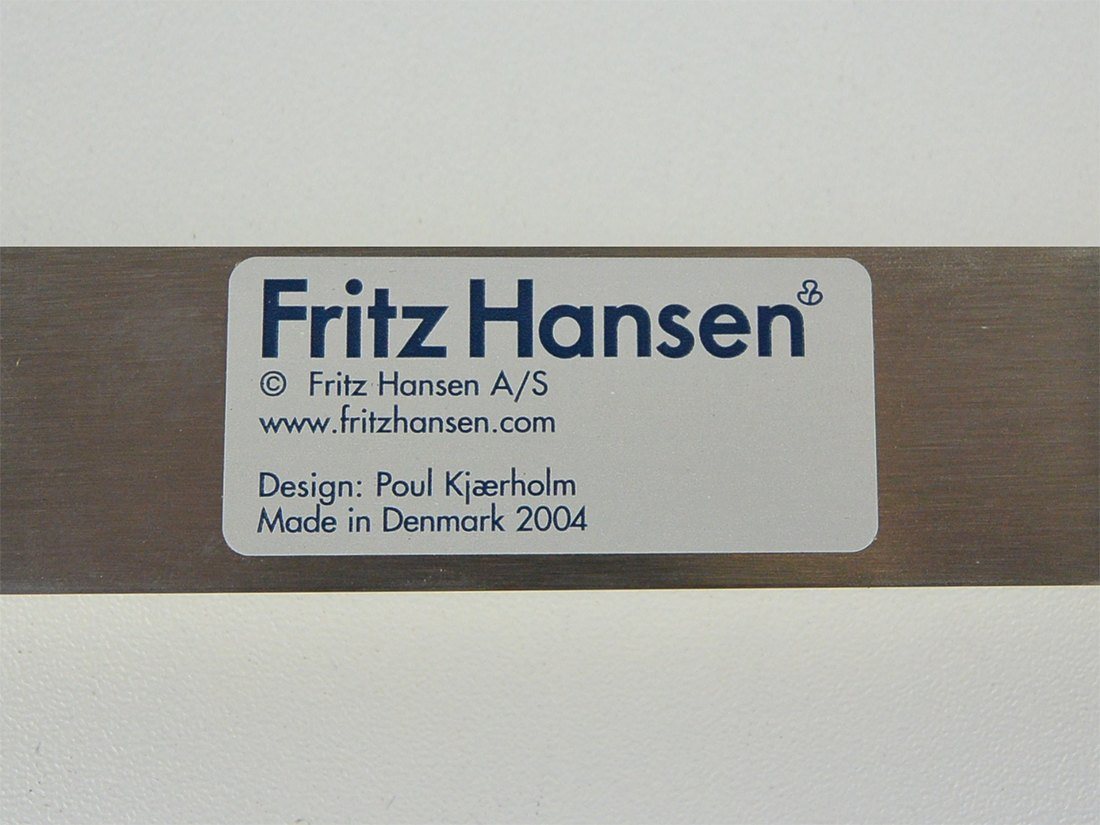 Fritz Hansen
© Fritz Hansen A/S
www.fritzhansen.com
Design: Poul Kjærholm
Made in Denmark 2004